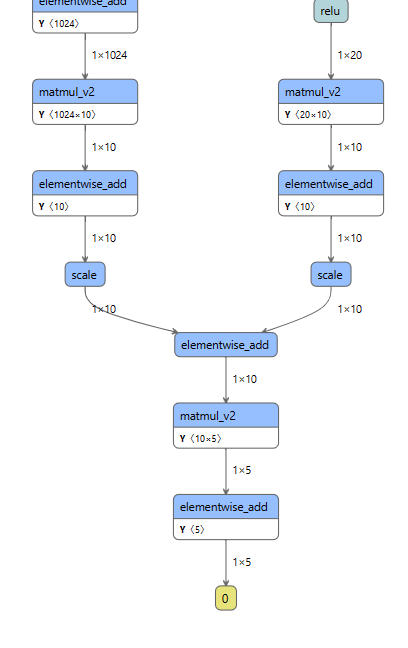 elementwise_add
Y〈1024〉
relu
1×1024
1×20
matmul_v2
Y〈1024×10〉
matmul_v2
Y〈20×10〉
1×10
1×10
elementwise_add
Y〈10〉
elementwise_add
Y〈10〉
1×10
1×10
scale
scale
1×10
1×10
elementwise_add
1×10
matmul_v2
Y〈10×5〉
1×5
elementwise_add
Y〈5〉
1×5
0